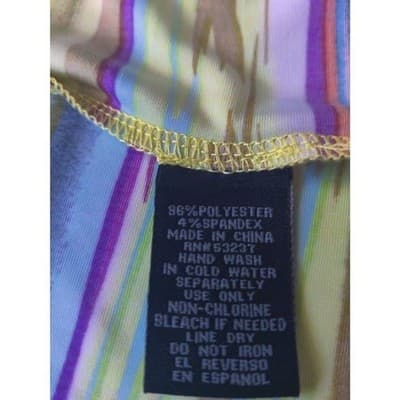 96%POLYESTER
4%SPANDEX
MADE IN CHINA
RN#53237
HAND WASH
IN COLD WATER
SEPARATELY
USE ONLY
NON-CHLORINE
BLEACH IF NEEDED
LINE DRY
DO NOT IRON
EL REVERSO
EN ESPANOL